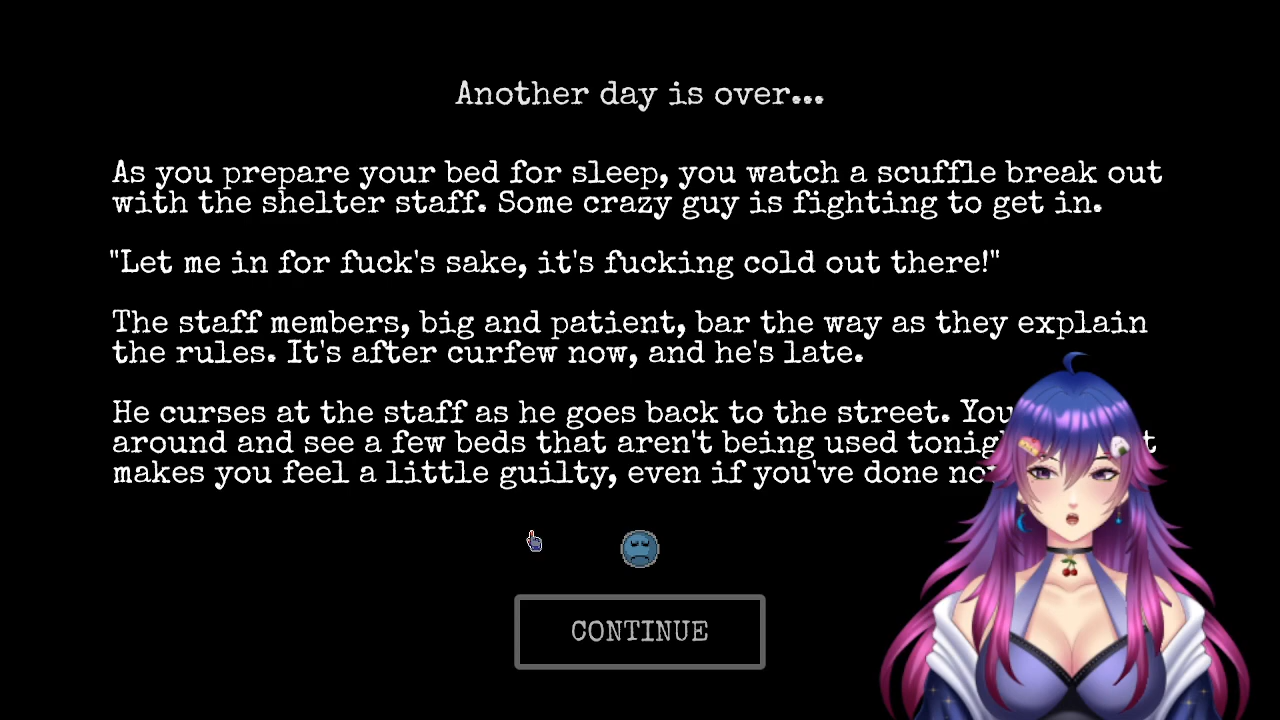 Another day is over...
As you prepare your bed for sleep, you watch a scuffle break out
with the shelter staff. Some crazy guy is fighting to get in.
"Let me in for fuck's sake, it's fucking cold out there!"
The staff members, big and patient, bar the way as they explain
the rules. It's after curfew now, and he's late.
He curses at the staff as he goes back to the street. You
around and see a few beds that aren't being used
makes you feel a little guilty, even if you've done
CONTINUE